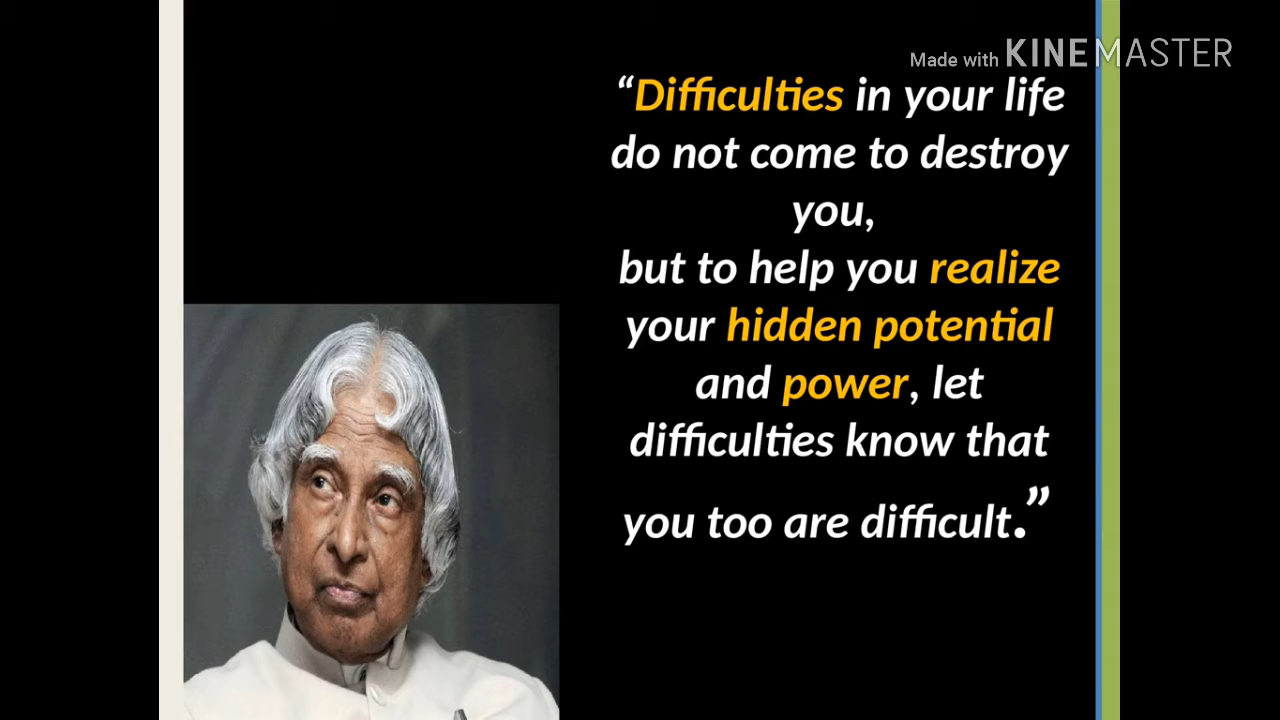 Made with KINEMASTER
“Difficulties in your life
do not come to destroy
you,
but to help you realize
your hidden potential
and power, let
difficulties know that
you too are difficult.”